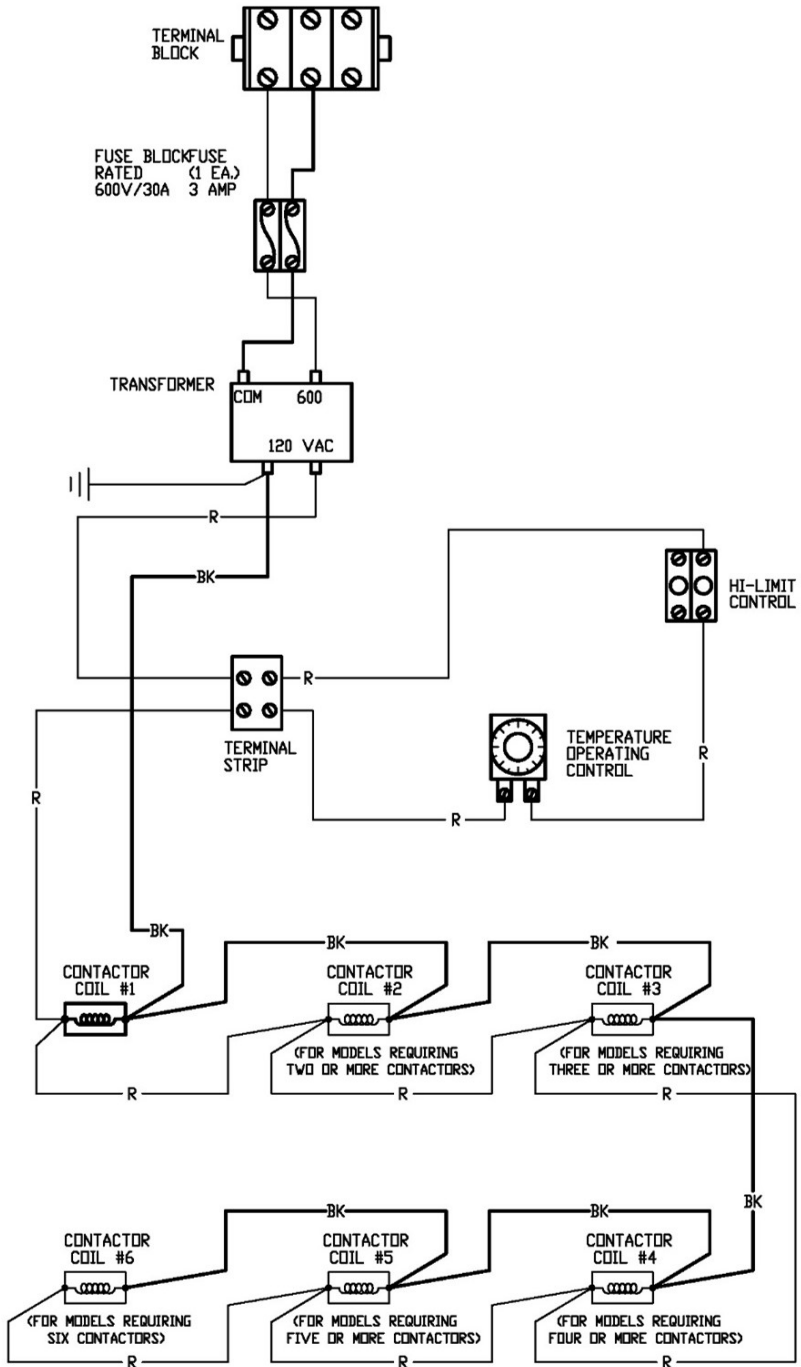 TERMINAL
BLOCK
FUSE BLOCKFUSE
RATED (1 EA.)
600V/30A 3 AMP
TRANSFORMER
COM 600
120 VAC
R
BK
HI-LIMIT
CONTROL
R
TERMINAL
STRIP
TEMPERATURE
OPERATING
CONTROL
R
R
R
BK
BK
BK
CONTACTOR
COIL #1
CONTACTOR
COIL #2
CONTACTOR
COIL #3
(FOR MODELS REQUIRING
TWO OR MORE CONTACTORS)
(FOR MODELS REQUIRING
THREE OR MORE CONTACTORS)
R
R
R
BK
BK
BK
CONTACTOR
COIL #6
CONTACTOR
COIL #5
CONTACTOR
COIL #4
(FOR MODELS REQUIRING
SIX CONTACTORS)
(FOR MODELS REQUIRING
FIVE OR MORE CONTACTORS)
(FOR MODELS REQUIRING
FOUR OR MORE CONTACTORS)
R
R
R